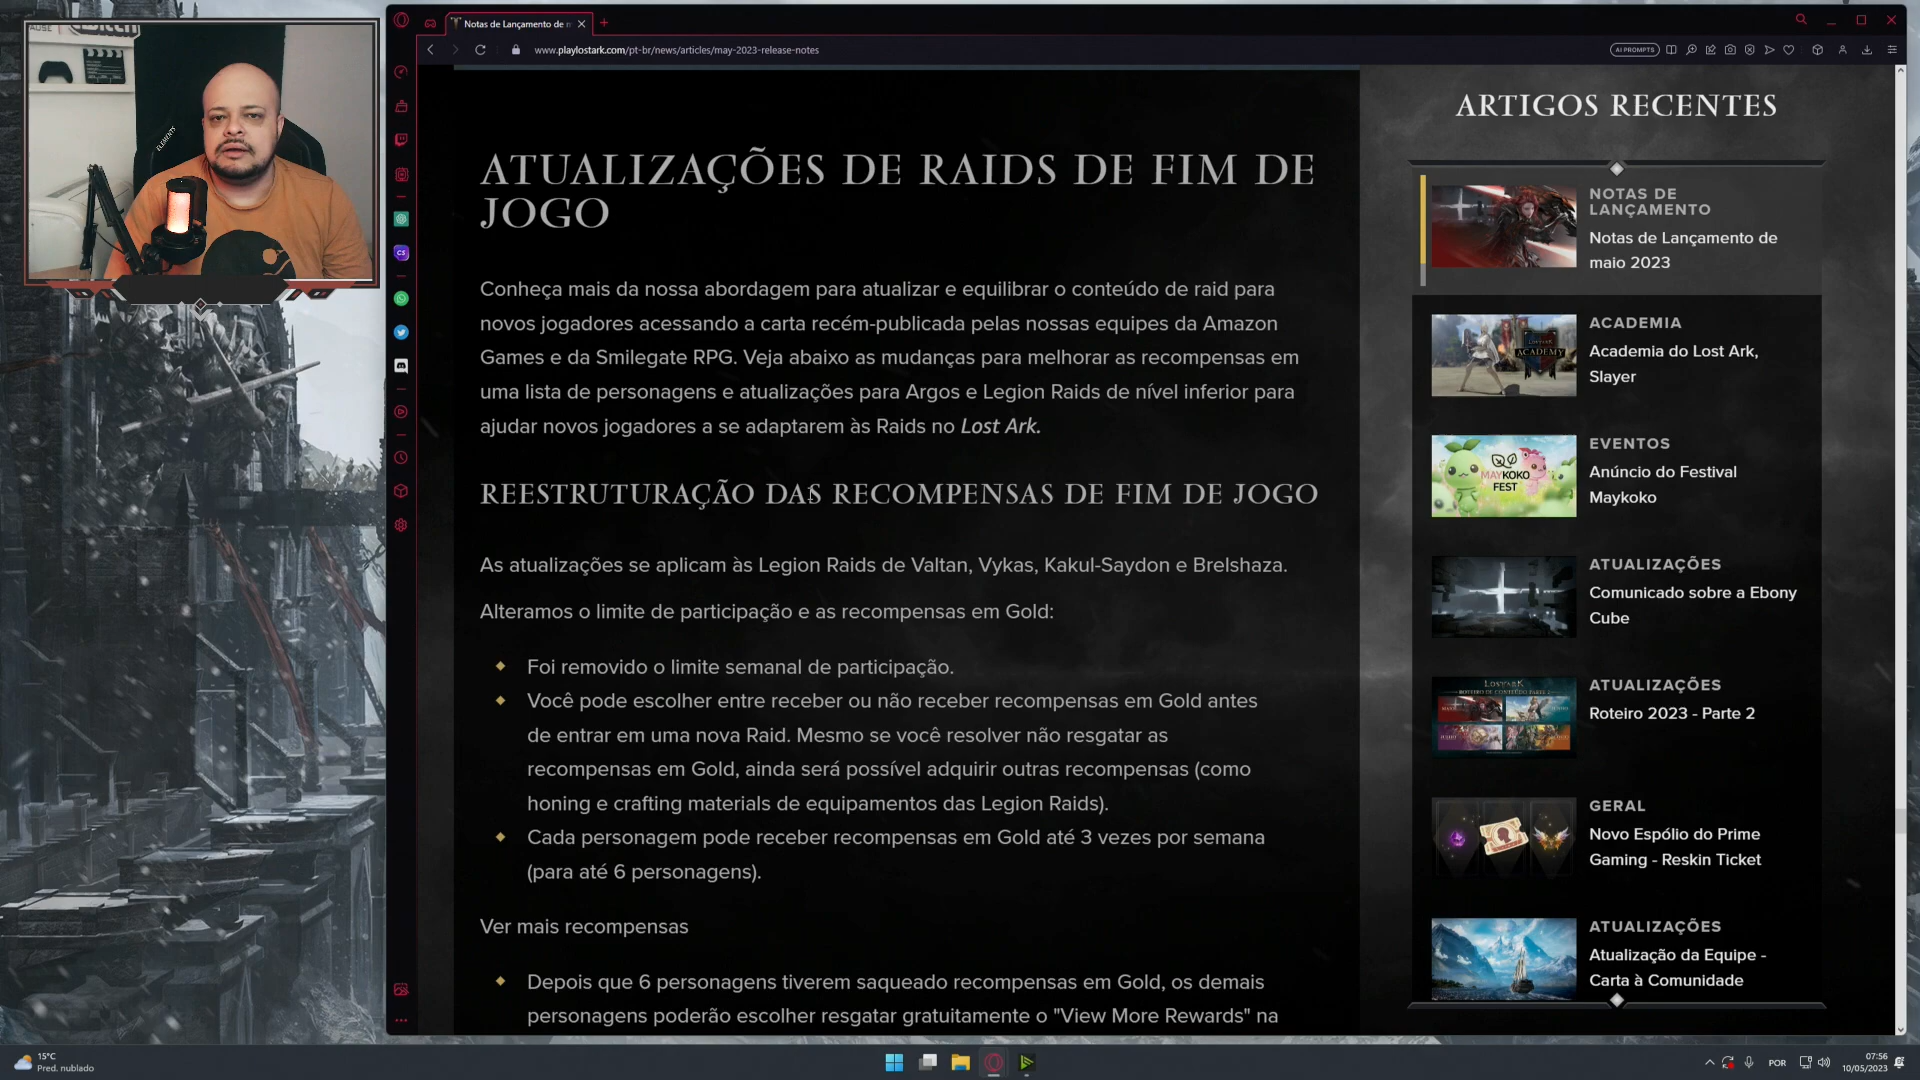 Notas de Lançamento de m
www.playlostark.com/pt-br/news/articles/may-2023-release-notes
AI PROMPTS
ELEMENTS
ATUALIZAÇÕES DE RAIDS DE FIM DE
JOGO
Conheça mais da nossa abordagem para atualizar e equilibrar o conteúdo de raid para
novos jogadores acessando a carta recém-publicada pelas nossas equipes da Amazon
Games e da Smilegate RPG. Veja abaixo as mudanças para melhorar as recompensas em
uma lista de personagens e atualizações para Argos e Legion Raids de nível inferior para
ajudar novos jogadores a se adaptarem às Raids no Lost Ark.
REESTRUTURAÇÃO DAS RECOMPENSAS DE FIM DE JOGO
As atualizações se aplicam às Legion Raids de Valtan, Vykas, Kakul-Saydon e Brelshaza.
Alteramos o limite de participação e as recompensas em Gold:
Foi removido o limite semanal de participação.
Você pode escolher entre receber ou não receber recompensas em Gold antes
de entrar em uma nova Raid. Mesmo se você resolver não resgatar as
recompensas em Gold, ainda será possível adquirir outras recompensas (como
honing e crafting materials de equipamentos das Legion Raids).
Cada personagem pode receber recompensas em Gold até 3 vezes por semana
(para até 6 personagens).
Ver mais recompensas
Depois que 6 personagens tiverem saqueado recompensas em Gold, os demais
personagens poderão escolher resgatar gratuitamente o "View More Rewards" na
ARTIGOS RECENTES
NOTAS DE
LANÇAMENTO
Notas de Lançamento de
maio 2023
ACADEMY
ACADEMIA
Academia do Lost Ark,
Slayer
MAYKOKO
FEST
EVENTOS
Anúncio do Festival
Maykoko
ATUALIZAÇÕES
Comunicado sobre a Ebony
Cube
LOST ARK
ATUALIZAÇÕES
Roteiro 2023 - Parte 2
GERAL
Novo Espólio do Prime
Gaming - Reskin Ticket
ATUALIZAÇÕES
Atualização da Equipe -
Carta à Comunidade
15°C
Pred. nublado
POR
07:56
10/05/2023